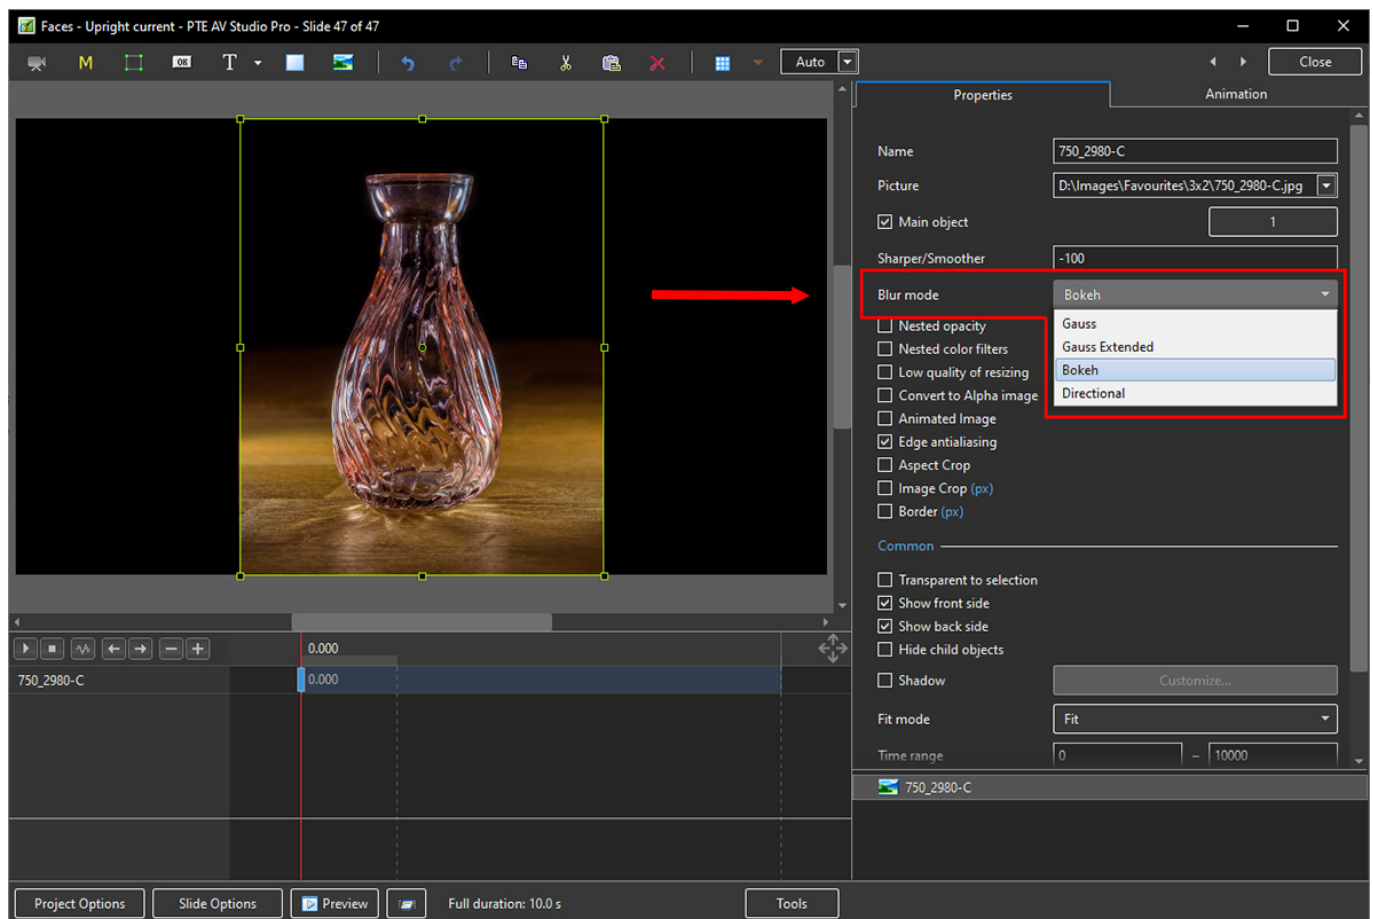 Faces - Upright current - PTE AV Studio Pro - Slide 47 of 47
M
OK
T
Auto
Close
Properties
Animation
Name
750_2980-C
Picture
D:\Images\Favourites\3x2\750_2980-C.jpg
Main object
1
Sharper/Smoother
-100
Blur mode
Bokeh
Gauss
Gauss Extended
Bokeh
Directional
Nested opacity
Nested color filters
Low quality of resizing
Convert to Alpha image
Animated Image
Edge antialiasing
Aspect Crop
Image Crop (px)
Border (px)
Common
Transparent to selection
Show front side
Show back side
Hide child objects
Shadow
Customize...
Fit mode
Fit
Time range
0
–
10000
0.000
750_2980-C
0.000
750_2980-C
Project Options
Slide Options
Preview
Full duration: 10.0 s
Tools